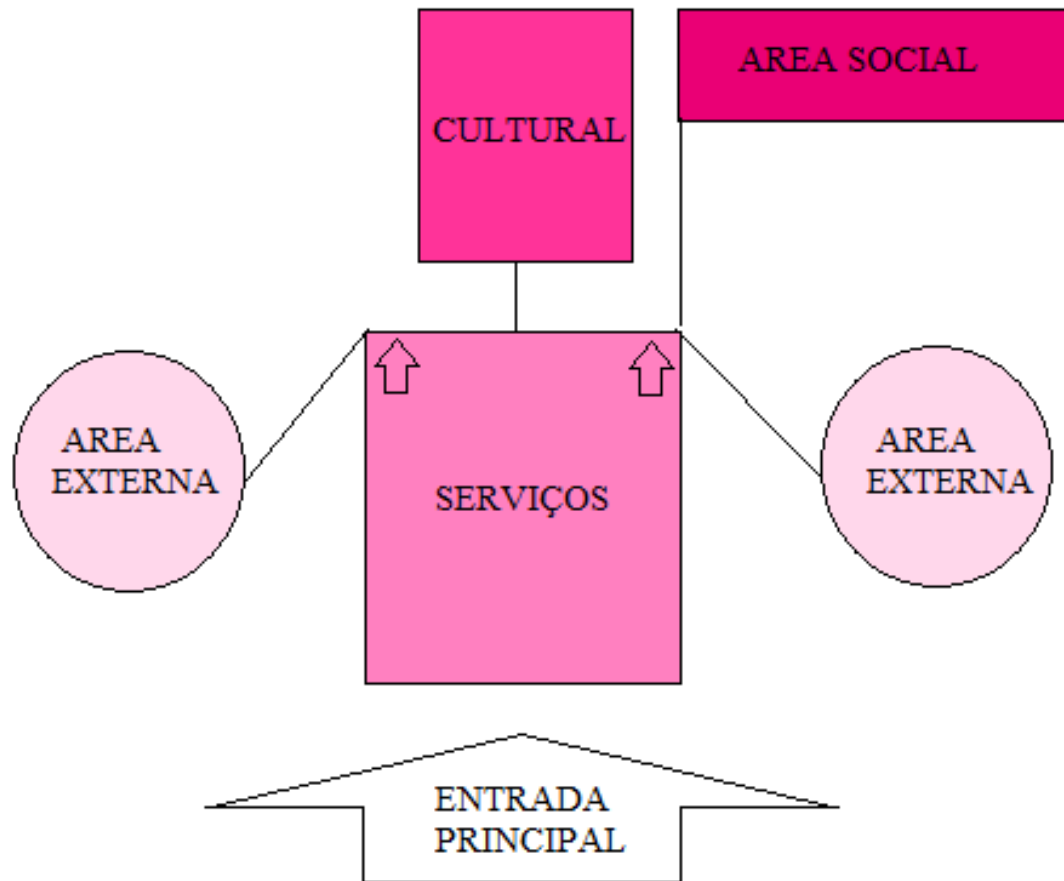 AREA SOCIAL
CULTURAL
AREA
EXTERNA
SERVIÇOS
AREA
EXTERNA
ENTRADA
PRINCIPAL